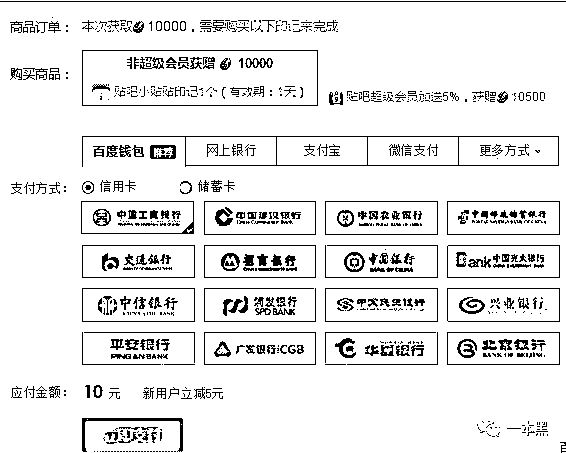 商品订单： 本次获取 10000，需要购买以下印记来完成
购买商品： 非超级会员获赠 10000
贴吧小贴贴印记1个（有效期：1天）
贴吧超级会员加送5%，获赠 10500
百度钱包 推荐 网上银行 支付宝 微信支付 更多方式
支付方式： 信用卡 储蓄卡
中国工商银行 中国建设银行 中国农业银行 中国邮政储蓄银行
交通银行 招商银行 中国银行 BANK OF CHINA Bank 中国光大银行
中信银行 浦发银行 SPD BANK 中国民生银行 兴业银行
平安银行 PING AN BANK 广发银行|CGB 华夏银行 北京银行 BANK OF BEIJING
应付金额： 10 元 新用户立减5元
立即支付
一本黑
百